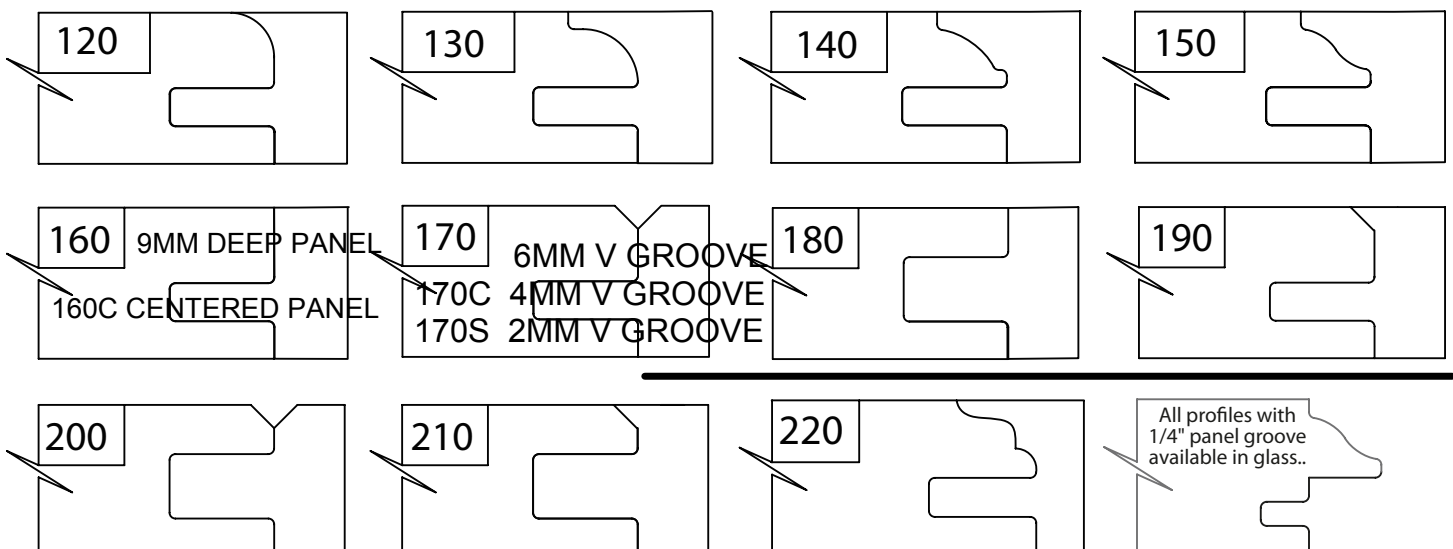 120
130
140
150
160 9MM DEEP PANEL
160C CENTERED PANEL
170 6MM V GROOVE
170C 4MM V GROOVE
170S 2MM V GROOVE
180
190
200
210
220
All profiles with
1/4" panel groove
available in glass..